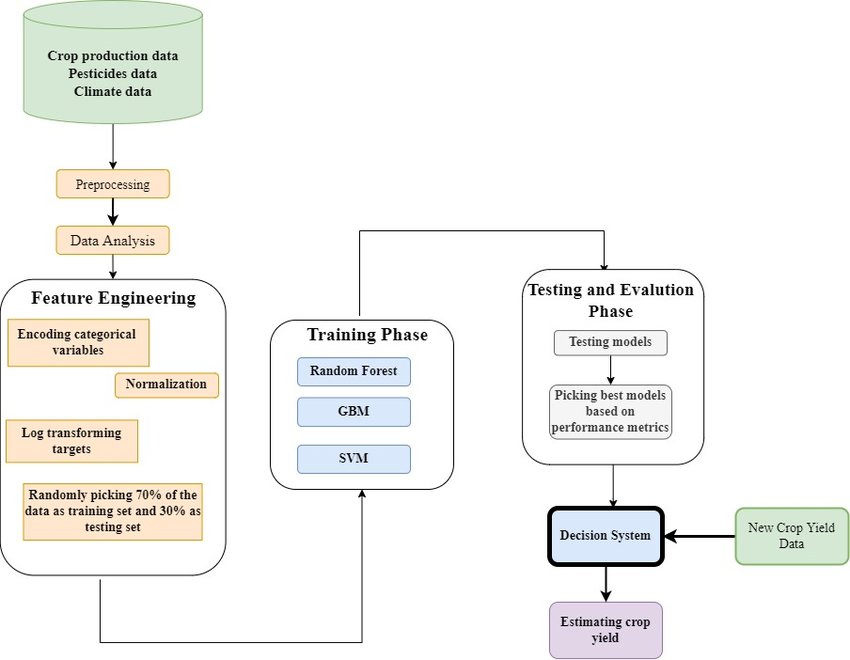 Crop production data
Pesticides data
Climate data
Preprocessing
Data Analysis
Feature Engineering
Encoding categorical
variables
Normalization
Log transforming
targets
Randomly picking 70% of the
data as training set and 30% as
testing set
Training Phase
Random Forest
GBM
SVM
Testing and Evalution
Phase
Testing models
Picking best models
based on
performance metrics
Decision System
New Crop Yield
Data
Estimating crop
yield